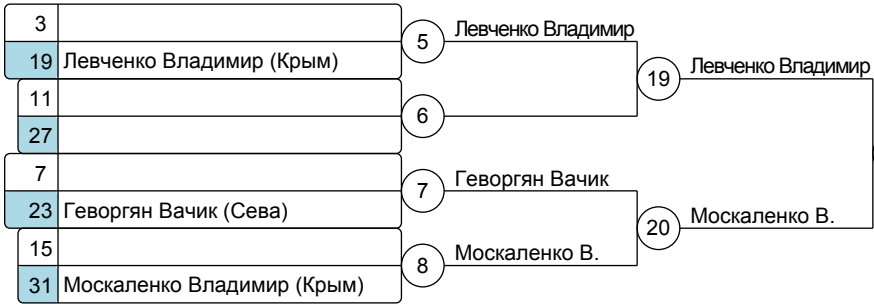 3
19 Левченко Владимир (Крым)
11
27
7
23 Геворгян Вачик (Сева)
15
31 Москаленко Владимир (Крым)
5 Левченко Владимир
6
7 Геворгян Вачик
8 Москаленко В.
19 Левченко Владимир
20 Москаленко В.